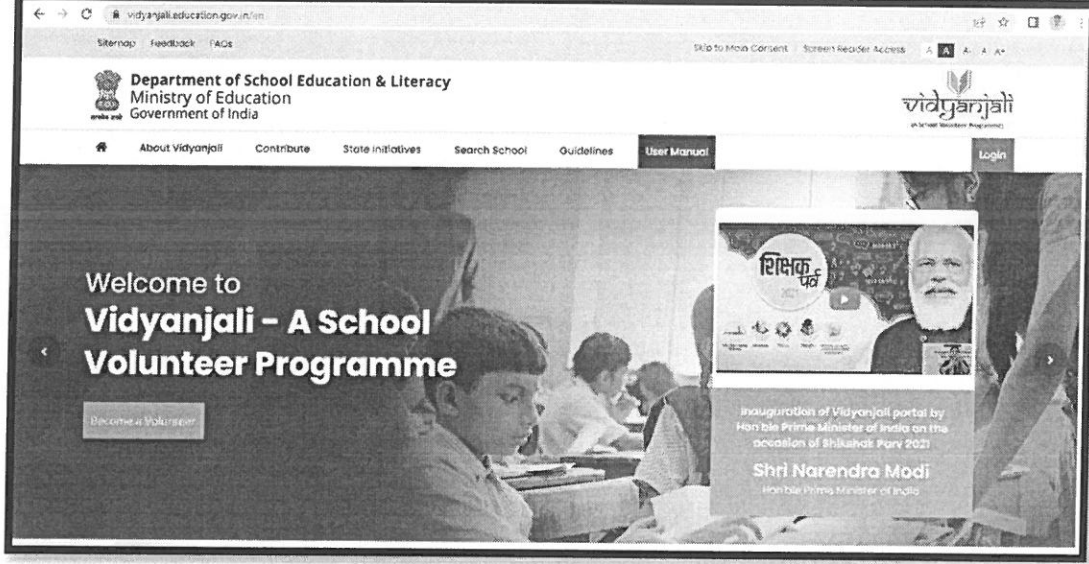 vidyanjali.education.gov.in/en
Sitemap Feedback FAQs
Skip to Main Content Screen Reader Access A A A- A A+
Department of School Education & Literacy
Ministry of Education
Government of India
vidyanjali
About Vidyanjali Contribute State Initiatives Search School Guidelines User Manual Login
शिक्षक
पर्व
2021
Welcome to
Vidyanjali - A School
Volunteer Programme
Become a Volunteer
Inauguration of Vidyanjali portal by
Hon'ble Prime Minister of India on the
occasion of Shikshak Parv 2021
Shri Narendra Modi
Hon'ble Prime Minister of India